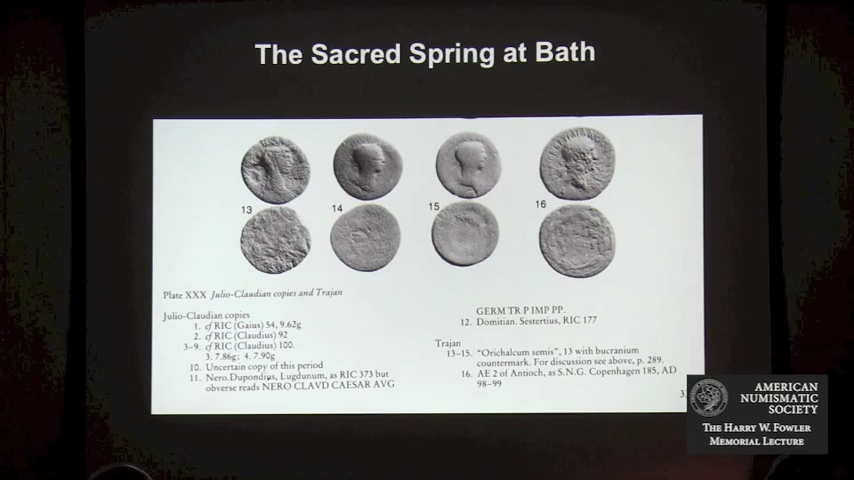 The Sacred Spring at Bath
13
14
15
16
Plate XXX Julio-Claudian copies and Trajan
Julio-Claudian copies
1. cf RIC (Gaius) 54, 9.62g
2. cf RIC (Claudius) 92
3–9. cf RIC (Claudius) 100.
3. 7.86g; 4. 7.90g
10. Uncertain copy of this period
11. Nero. Dupondius, Lugdunum, as RIC 373 but
obverse reads NERO CLAVD CAESAR AVG
GERM TR P IMP PP.
12. Domitian. Sestertius, RIC 177
Trajan
13–15. "Orichalcum semis", 13 with bucranium
countermark. For discussion see above, p. 289.
16. AE 2 of Antioch, as S.N.G. Copenhagen 185, AD
98–99
AMERICAN
NUMISMATIC
SOCIETY
THE HARRY W. FOWLER
MEMORIAL LECTURE